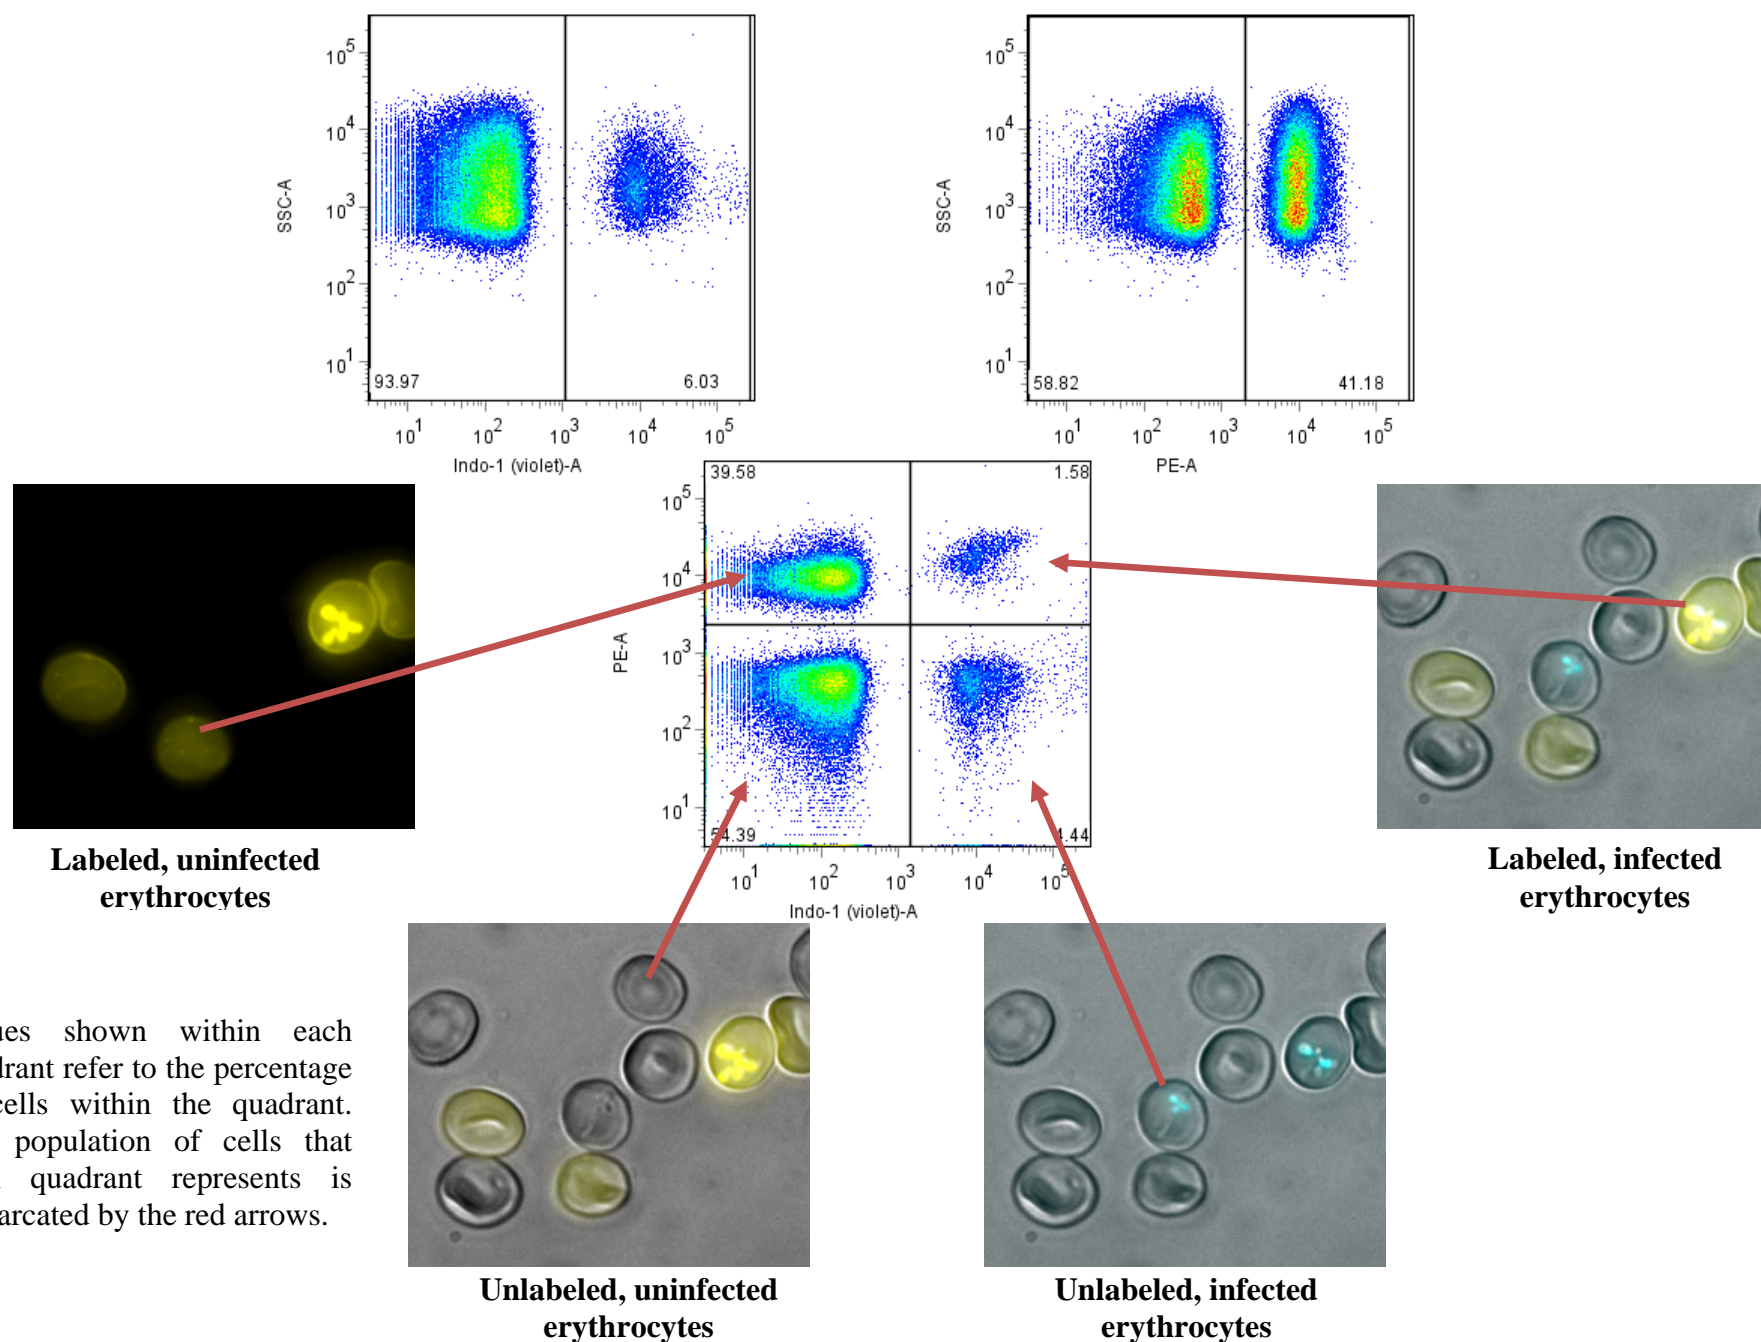 10^5
10^4
10^3
10^2
10^1
SSC-A
93.97 6.03
10^1 10^2 10^3 10^4 10^5
Indo-1 (violet)-A
10^5
10^4
10^3
10^2
10^1
SSC-A
58.82 41.18
10^1 10^2 10^3 10^4 10^5
PE-A
39.58 1.58
10^5
10^4
10^3
10^2
10^1
PE-A
54.39 4.44
10^1 10^2 10^3 10^4 10^5
Indo-1 (violet)-A
Labeled, uninfected
erythrocytes
Labeled, infected
erythrocytes
ues shown within each
drant refer to the percentage
cells within the quadrant.
population of cells that
quadrant represents is
arcated by the red arrows.
Unlabeled, uninfected
erythrocytes
Unlabeled, infected
erythrocytes